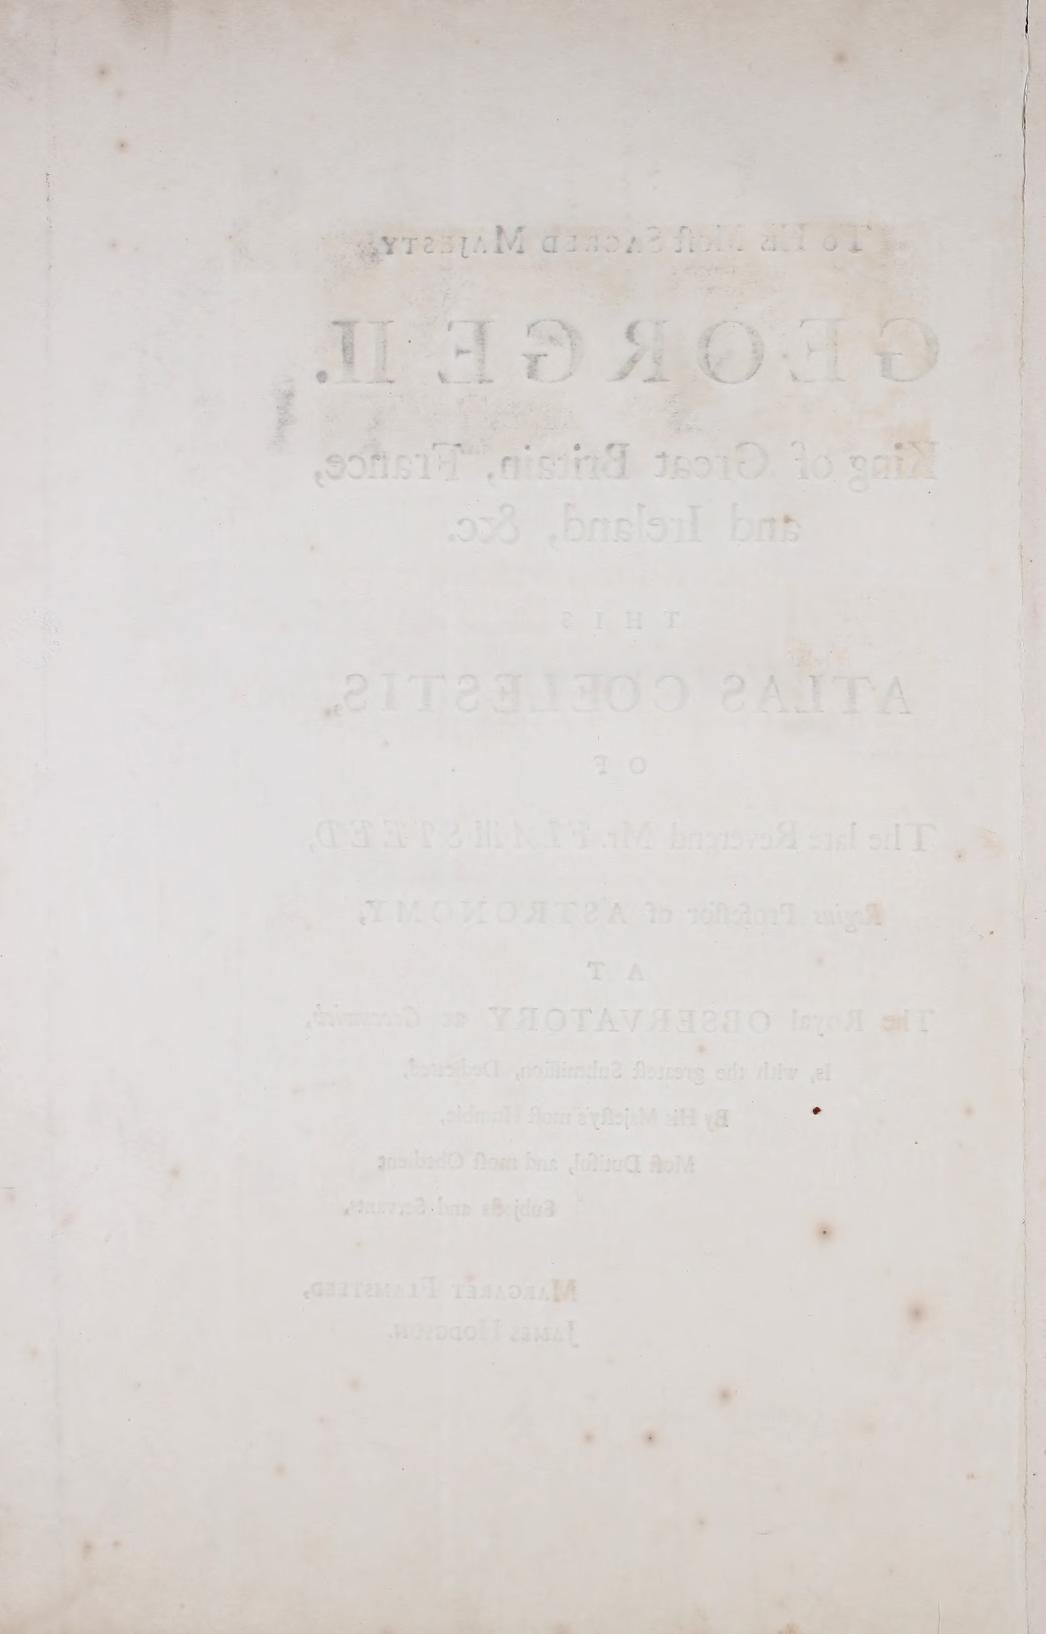 To His Moſt SACRED MAJESTY,
GEORGE II.
King of Great Britain, France,
and Ireland, &c.
THIS
ATLAS COELESTIS,
OF
The late Reverend Mr. FLAMSTEED,
Regius Profeſſor of ASTRONOMY,
AT
The Royal OBSERVATORY at Greenwich,
Is, with the greateſt Submiſſion, Dedicated,
By His Majeſty's moſt Humble,
Moſt Dutiful, and moſt Obedient
Subjects and Servants,
MARGARET FLAMSTEED,
JAMES HODGSON.